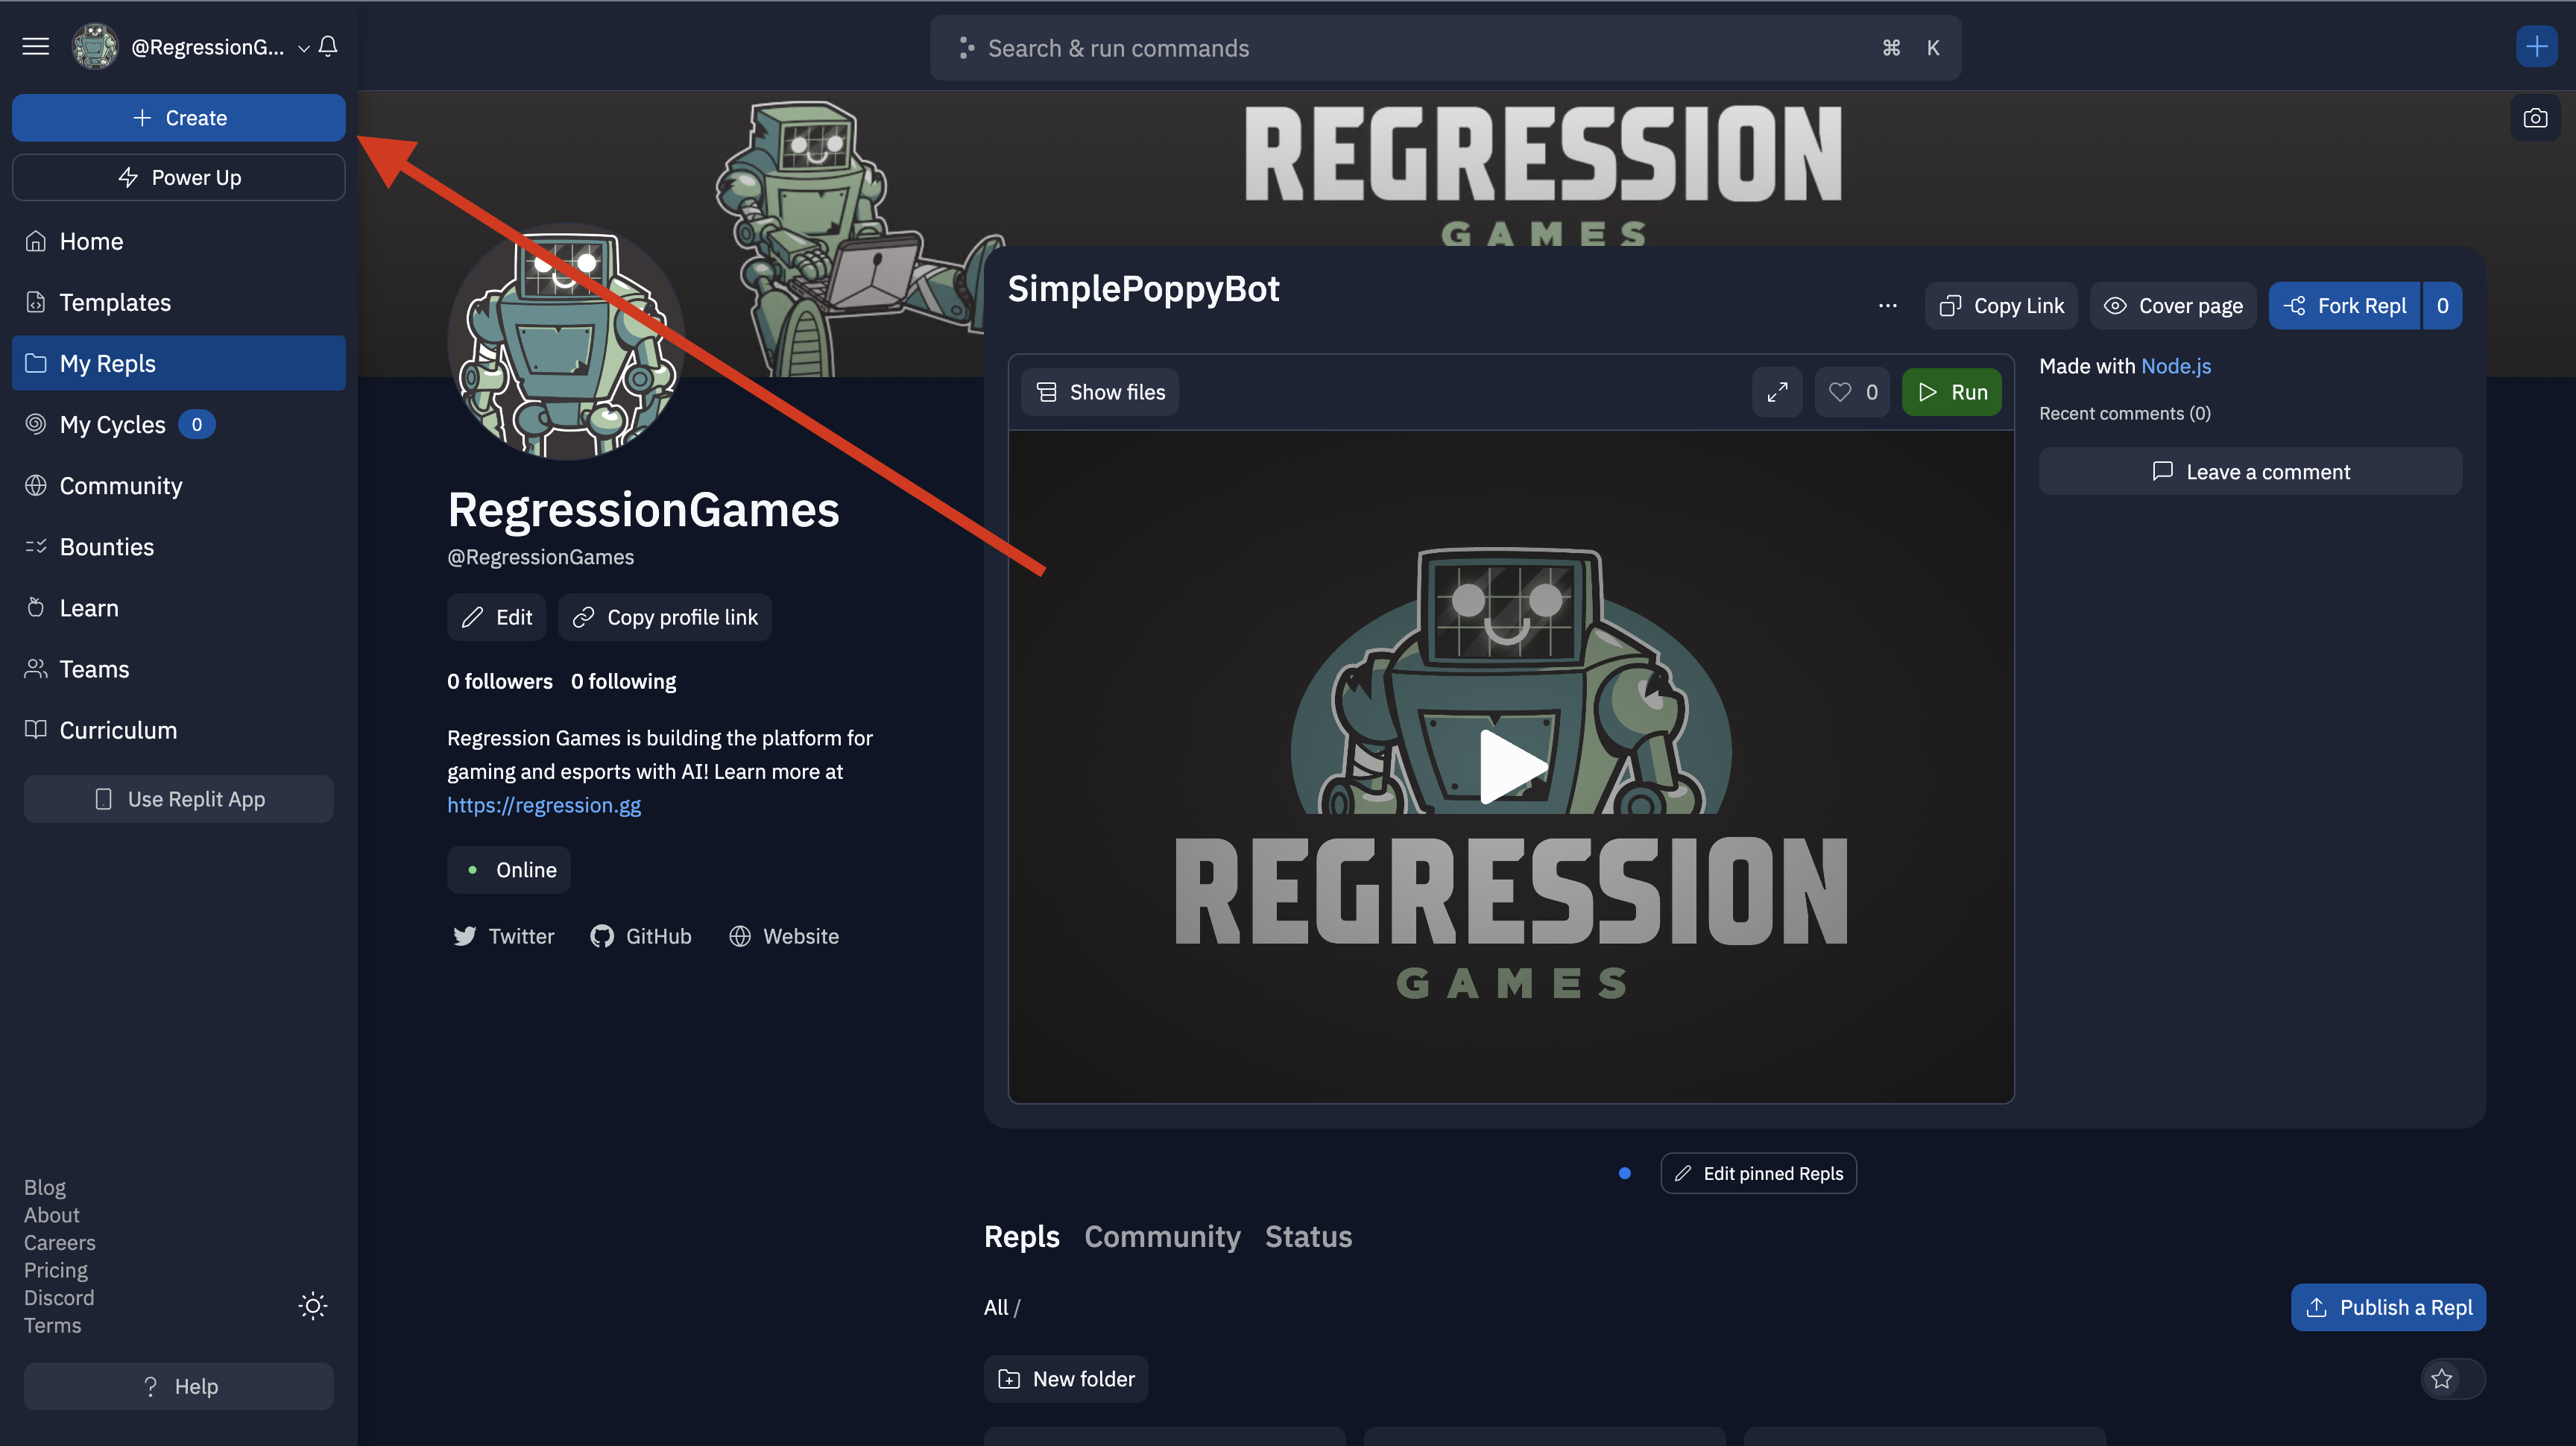 @RegressionG...
Search & run commands
⌘ K
+ Create
Power Up
Home
Templates
My Repls
My Cycles 0
Community
Bounties
Learn
Teams
Curriculum
Use Replit App
Blog
About
Careers
Pricing
Discord
Terms
? Help
REGRESSION
GAMES
RegressionGames
@RegressionGames
Edit
Copy profile link
0 followers 0 following
Regression Games is building the platform for
gaming and esports with AI! Learn more at
https://regression.gg
Online
Twitter GitHub Website
SimplePoppyBot
... Copy Link Cover page Fork Repl 0
Show files
0
Run
REGRESSION
GAMES
Made with Node.js
Recent comments (0)
Leave a comment
Edit pinned Repls
Repls Community Status
All /
Publish a Repl
New folder